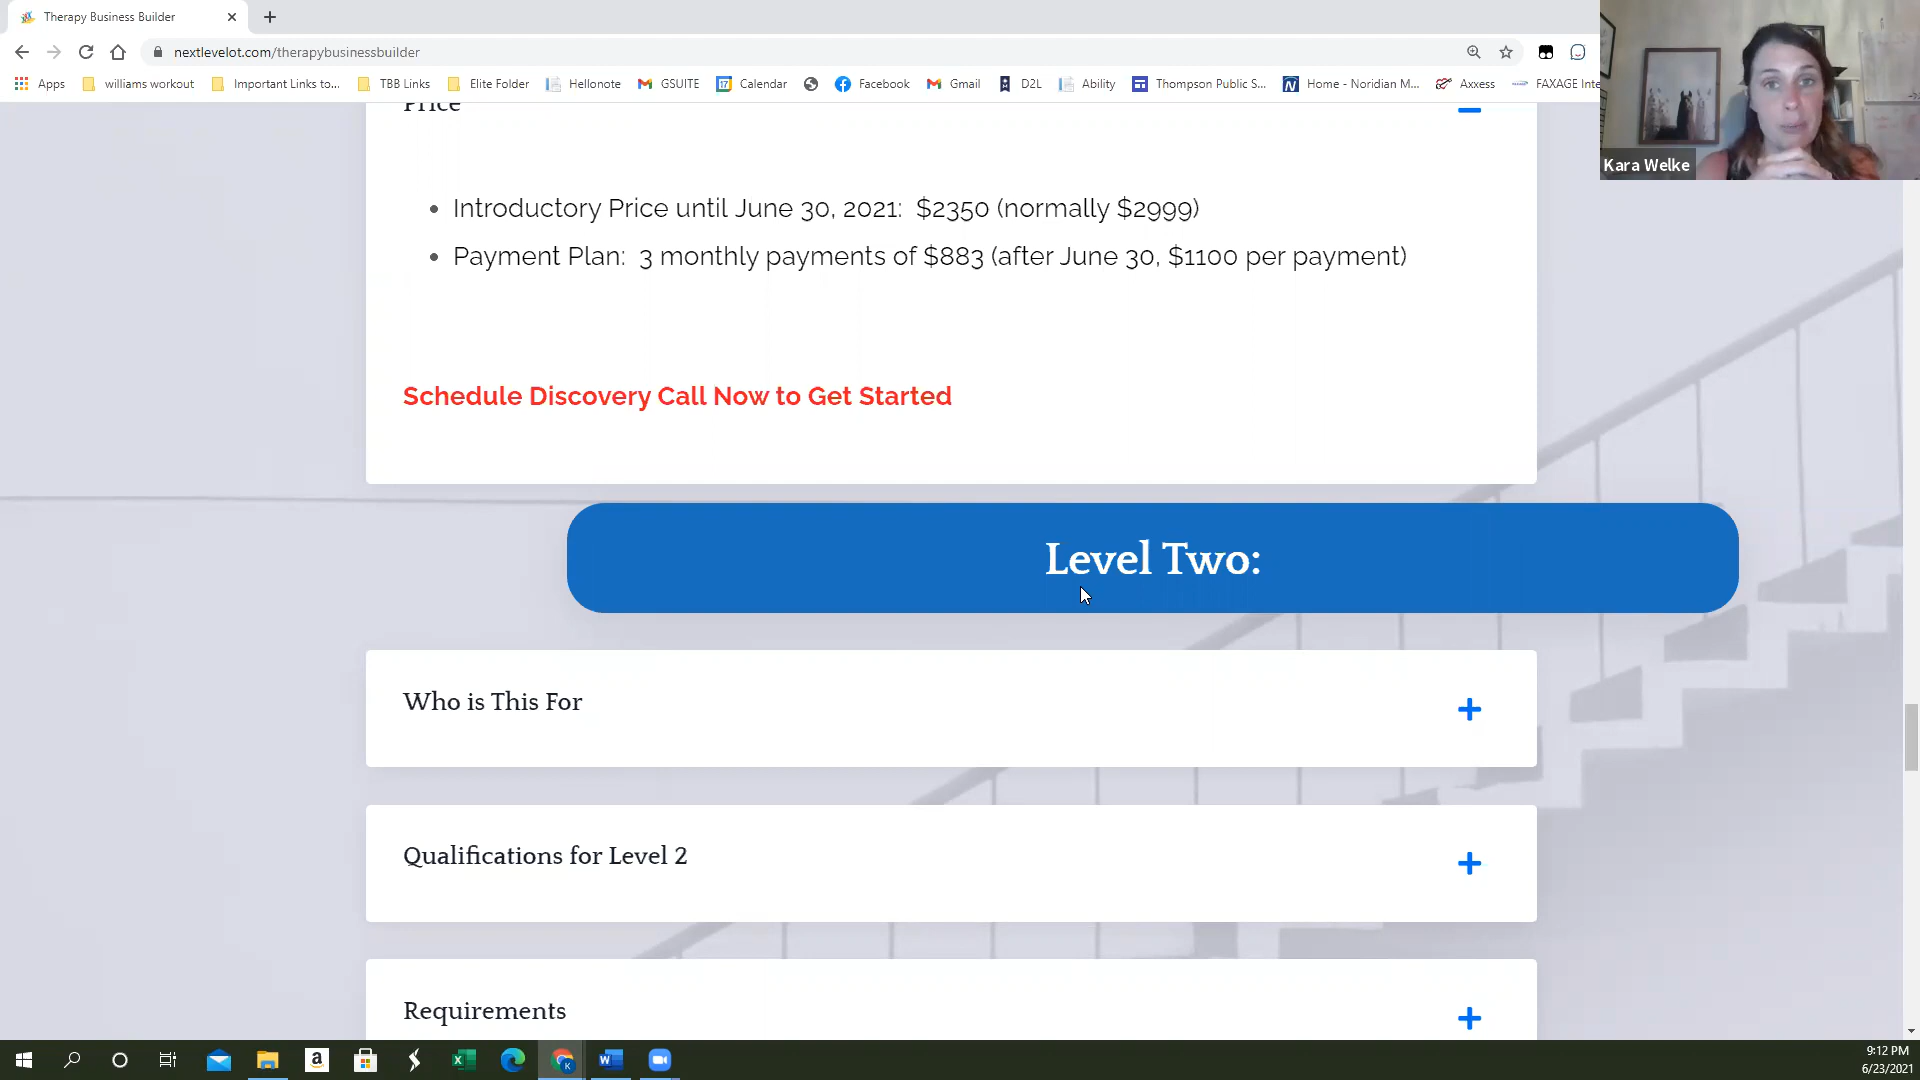 Therapy Business Builder
nextlevelot.com/therapybusinessbuilder
Apps williams workout Important Links to... TBB Links Elite Folder Hellonote GSUITE Calendar Facebook Gmail D2L Ability Thompson Public S... Home - Noridian M... Axxess FAXAGE Inte
Kara Welke
Price
• Introductory Price until June 30, 2021: $2350 (normally $2999)
• Payment Plan: 3 monthly payments of $883 (after June 30, $1100 per payment)
Schedule Discovery Call Now to Get Started
Level Two:
Who is This For
Qualifications for Level 2
Requirements
9:12 PM
6/23/2021